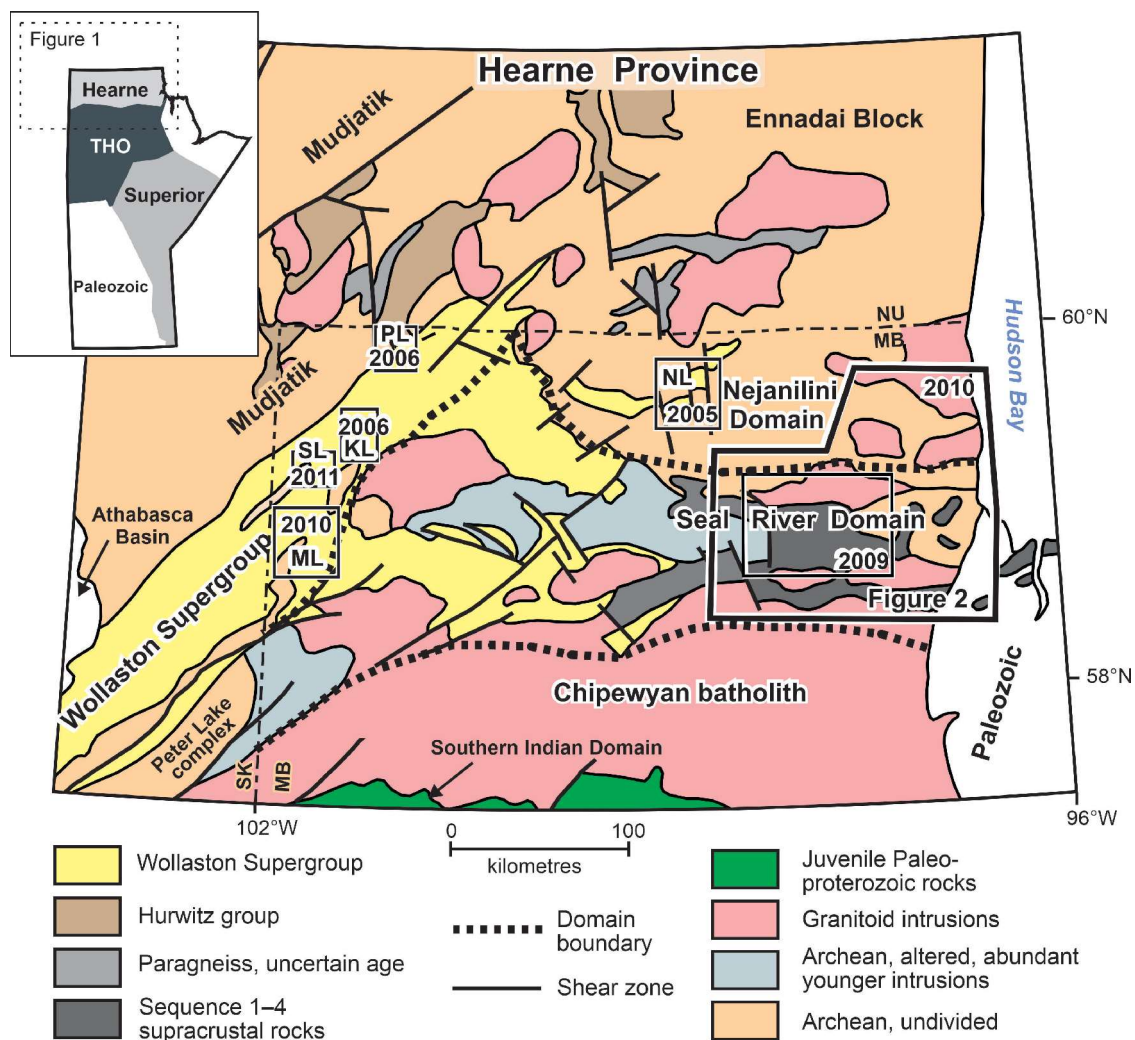 Figure 1
Hearne
THO
Superior
Paleozoic
Hearne Province
Mudjatik
Ennadai Block
NU
MB
60°N
Hudson Bay
PL
2006
NL
2005
Nejanilini
Domain
2010
Mudjatik
2006
KL
SL
2011
2010
ML
Athabasca
Basin
Seal River Domain
2009
Figure 2
Wollaston Supergroup
58°N
Chipewyan batholith
Paleozoic
Peter Lake
complex
SK
MB
Southern Indian Domain
102°W
96°W
0 100
kilometres
Wollaston Supergroup
Hurwitz group
Paragneiss, uncertain age
Sequence 1–4
supracrustal rocks
Domain
boundary
Shear zone
Juvenile Paleo-
proterozoic rocks
Granitoid intrusions
Archean, altered, abundant
younger intrusions
Archean, undivided